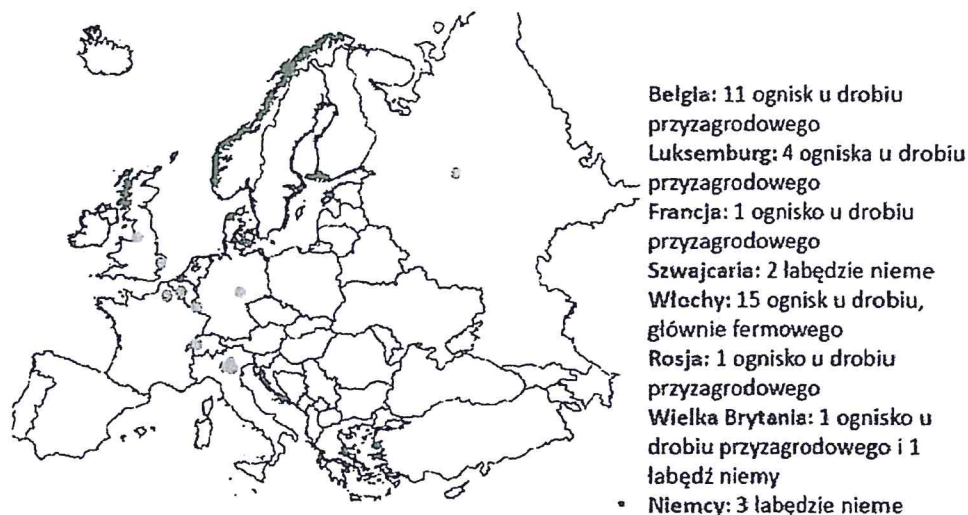 Belgia: 11 ognisk u drobiu
przyzagrodowego
Luksemburg: 4 ogniska u drobiu
przyzagrodowego
Francja: 1 ognisko u drobiu
przyzagrodowego
Szwajcaria: 2 łabędzie nieme
Włochy: 15 ognisk u drobiu,
głównie fermowego
Rosja: 1 ognisko u drobiu
przyzagrodowego
Wielka Brytania: 1 ognisko u
drobiu przyzagrodowego i 1
łabędź niemy
• Niemcy: 3 łabędzie nieme